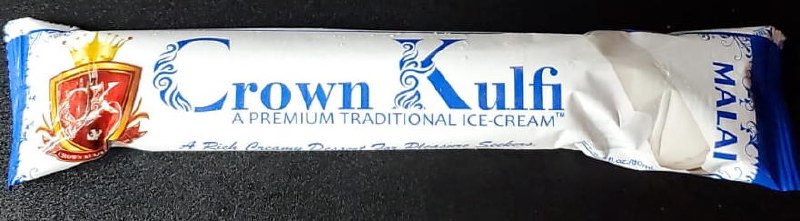 Crown Kulfi
A PREMIUM TRADITIONAL ICE-CREAM™
A Rich Creamy Dessert For Pleasure Seekers
MALAI